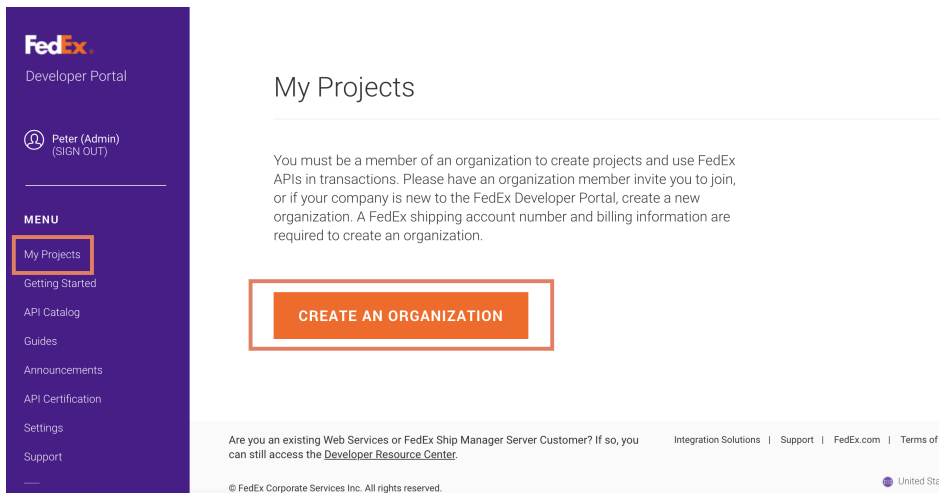 FedEx.
Developer Portal
Peter (Admin)
(SIGN OUT)
MENU
My Projects
Getting Started
API Catalog
Guides
Announcements
API Certification
Settings
Support
My Projects
You must be a member of an organization to create projects and use FedEx
APIs in transactions. Please have an organization member invite you to join,
or if your company is new to the FedEx Developer Portal, create a new
organization. A FedEx shipping account number and billing information are
required to create an organization.
CREATE AN ORGANIZATION
Are you an existing Web Services or FedEx Ship Manager Server Customer? If so, you
can still access the Developer Resource Center.
Integration Solutions | Support | FedEx.com | Terms of
© FedEx Corporate Services Inc. All rights reserved.
United Sta